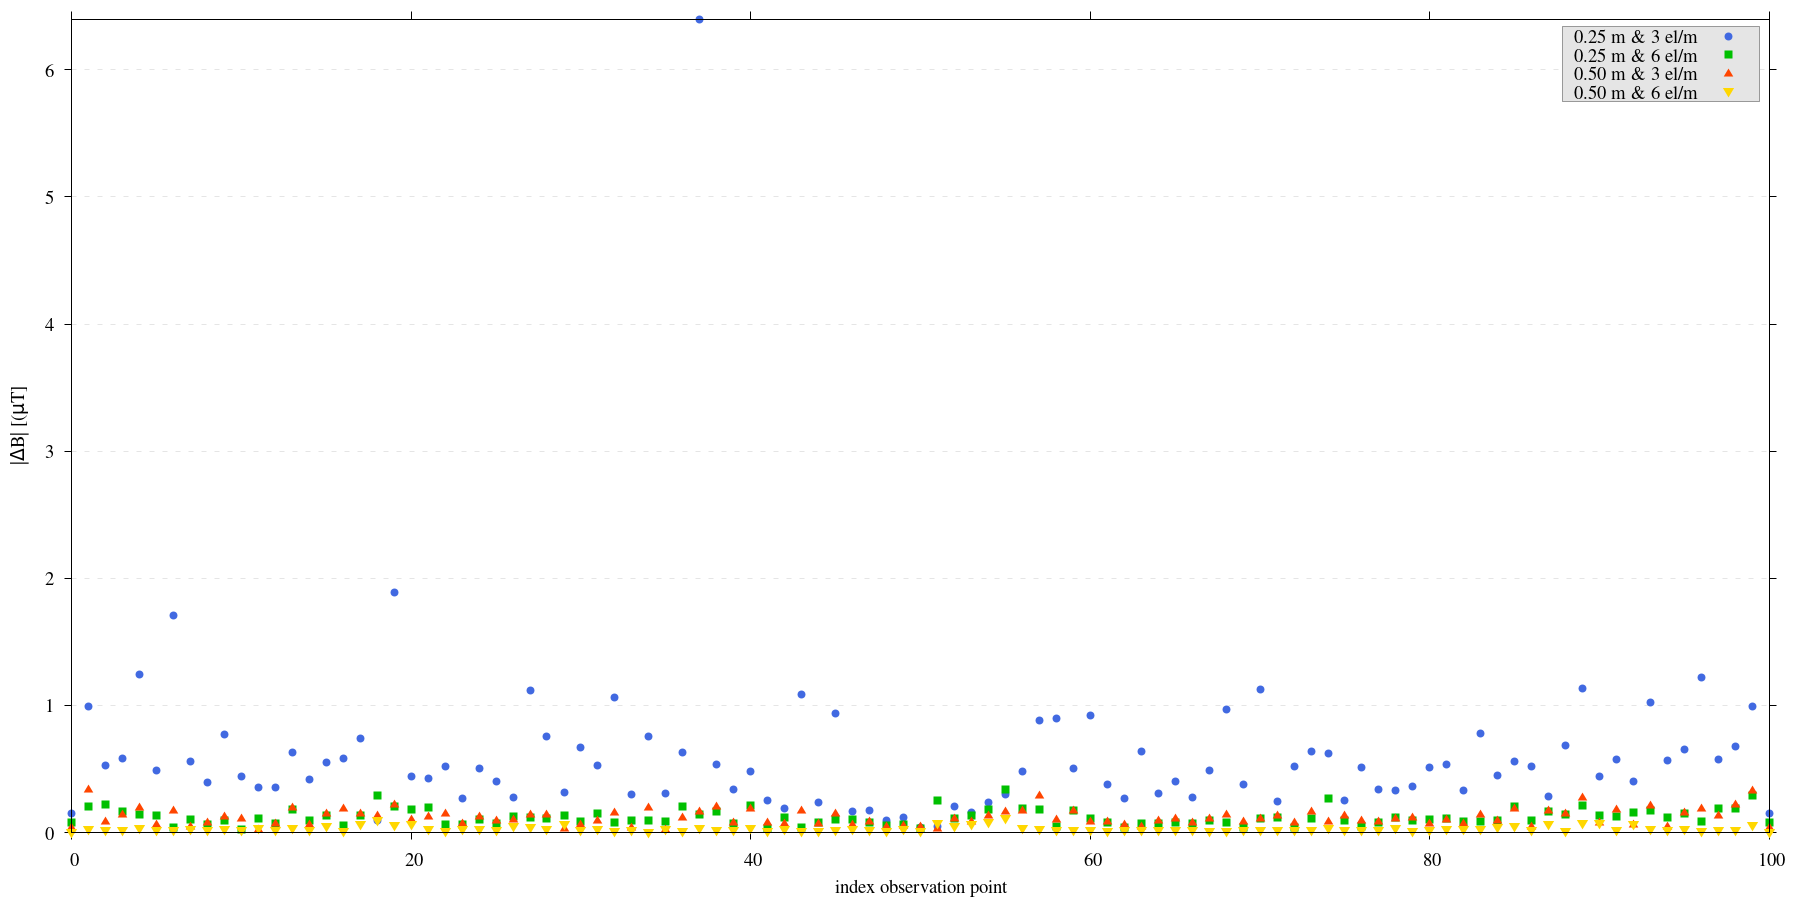 0.25 m & 3 el/m
0.25 m & 6 el/m
0.50 m & 3 el/m
0.50 m & 6 el/m
6
5
4
3
2
1
0
|ΔB| [(μT]
0 20 40 60 80 100
index observation point